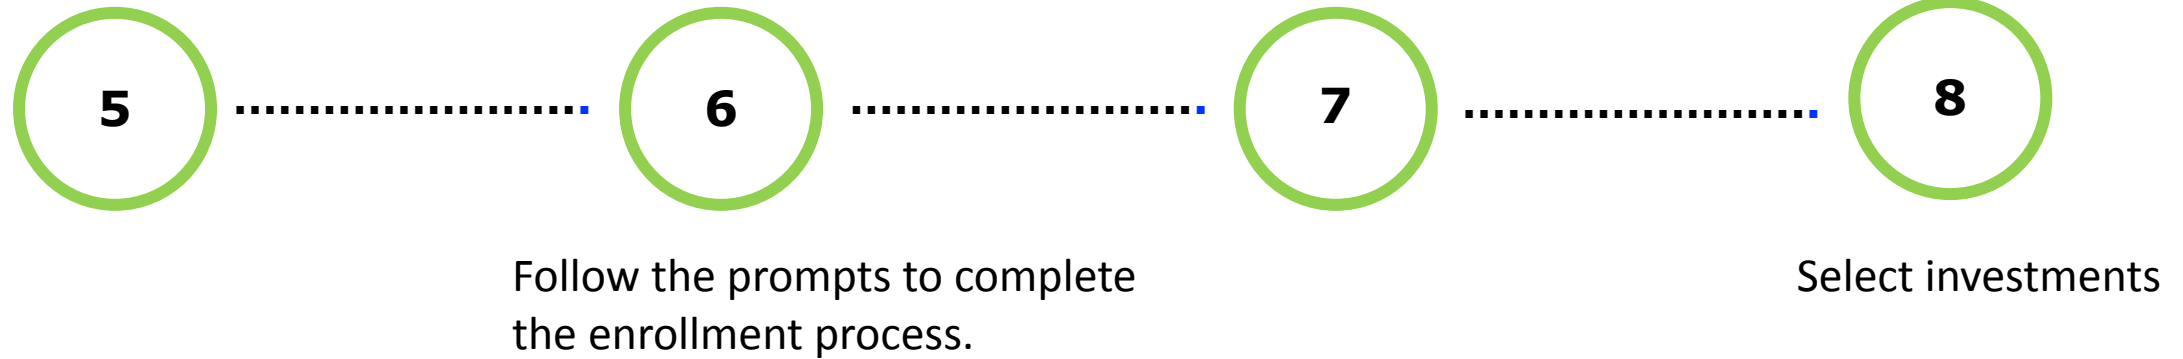 5 6 7 8
Follow the prompts to complete
the enrollment process.
Select investments